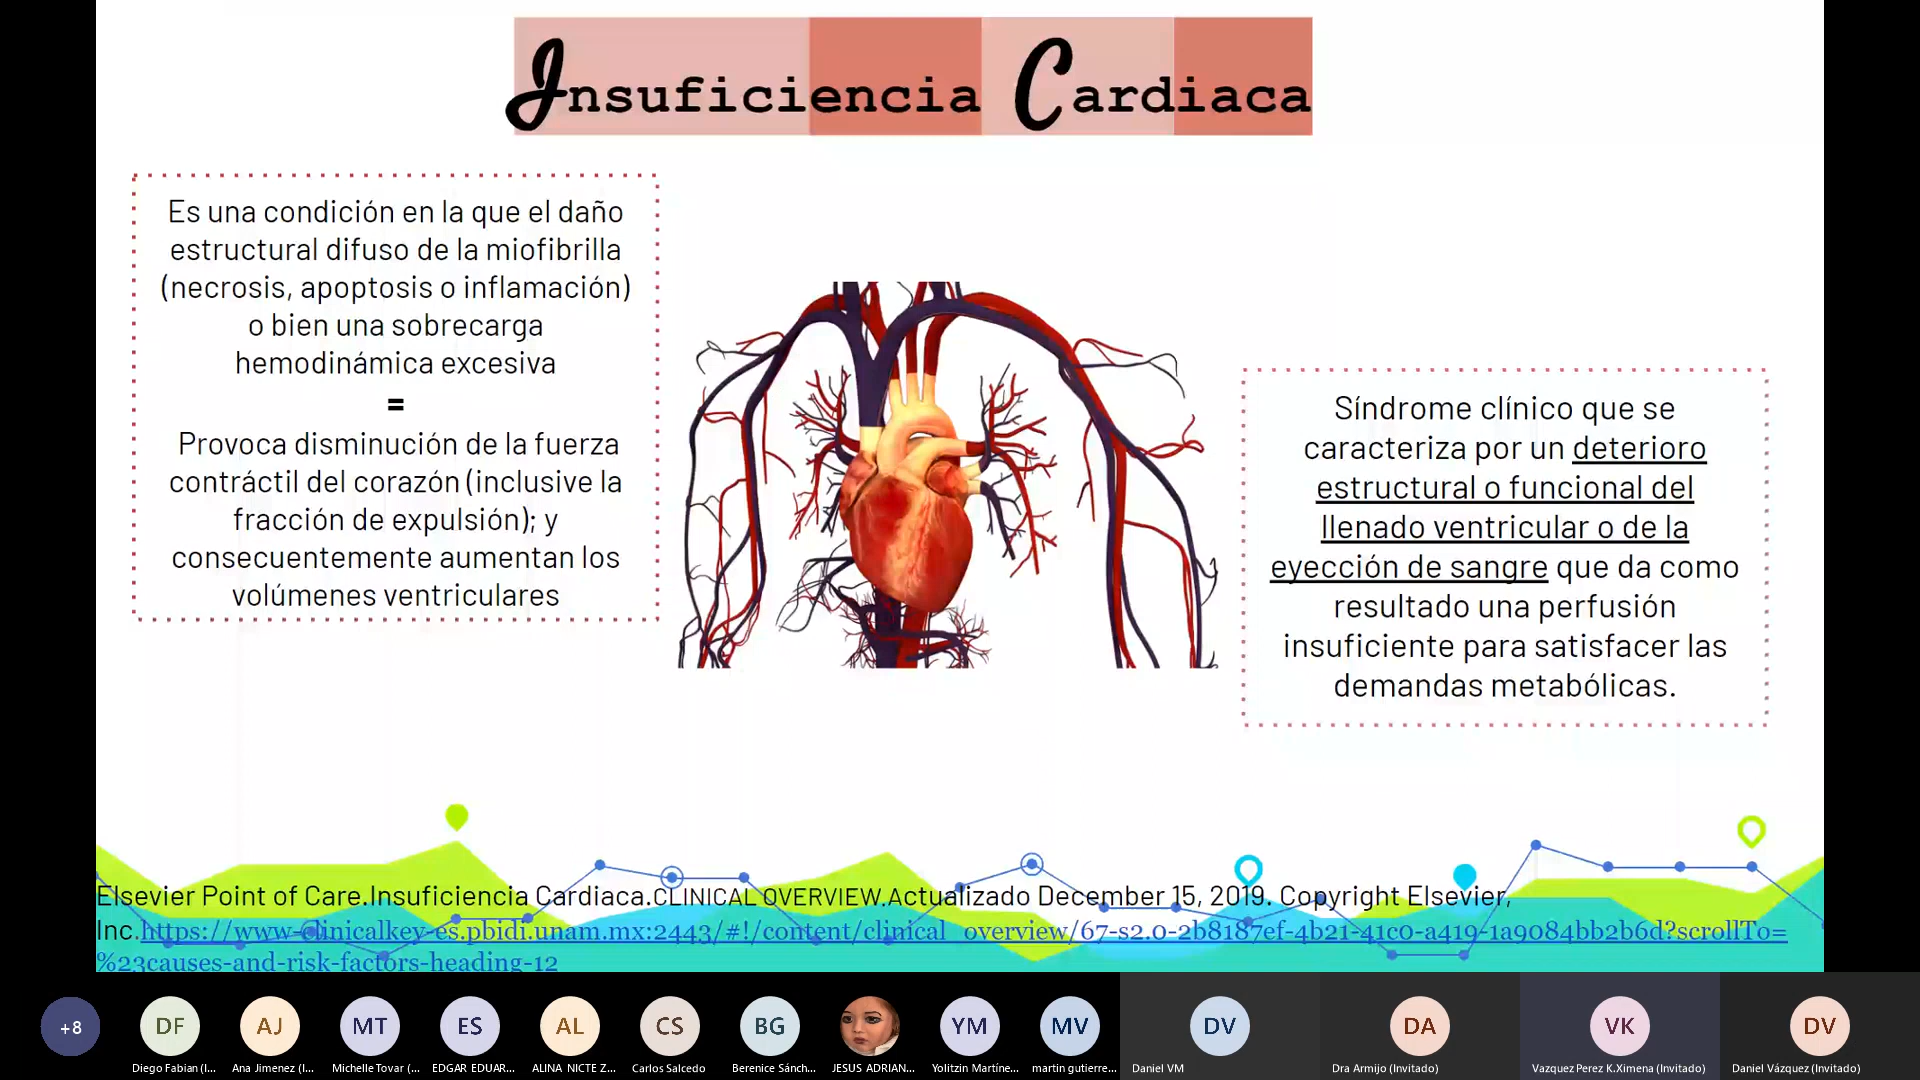 Insuficiencia Cardiaca
Es una condición en la que el daño
estructural difuso de la miofibrilla
(necrosis, apoptosis o inflamación)
o bien una sobrecarga
hemodinámica excesiva
=
Provoca disminución de la fuerza
contráctil del corazón (inclusive la
fracción de expulsión); y
consecuentemente aumentan los
volúmenes ventriculares
Síndrome clínico que se
caracteriza por un deterioro
estructural o funcional del
llenado ventricular o de la
eyección de sangre que da como
resultado una perfusión
insuficiente para satisfacer las
demandas metabólicas.
Elsevier Point of Care.Insuficiencia Cardiaca.CLINICAL OVERVIEW.Actualizado December 15, 2019. Copyright Elsevier,
Inc.https://www-clinicalkey-es.pbidi.unam.mx:2443/#!/content/clinical_overview/67-s2.0-2b8187ef-4b21-41c0-a419-1a9084bb2b6d?scrollTo=
%23causes-and-risk-factors-heading-12
+8
DF
AJ
MT
ES
AL
CS
BG
YM
MV
DV
DA
VK
DV
Diego Fabian (I...
Ana Jimenez (I...
Michelle Tovar (...
EDGAR EDUAR...
ALINA NICTE Z...
Carlos Salcedo
Berenice Sánch...
JESUS ADRIAN...
Yolitzin Martíne...
martin gutierre...
Daniel VM
Dra Armijo (Invitado)
Vazquez Perez K.Ximena (Invitado)
Daniel Vázquez (Invitado)